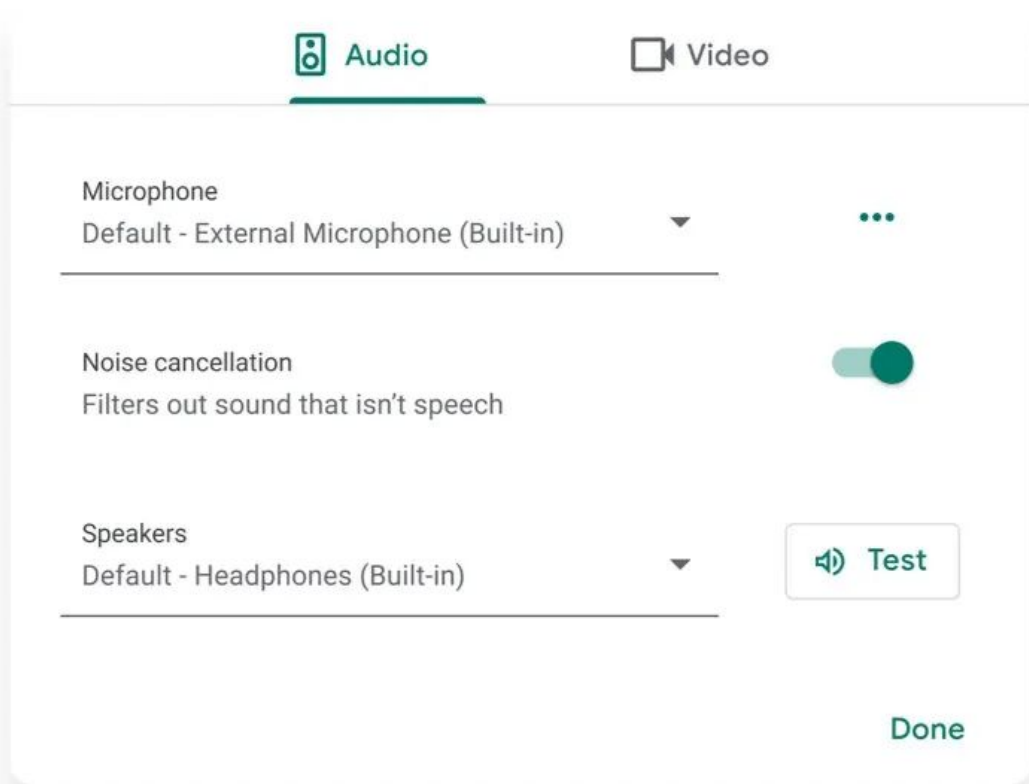 Audio
Video
Microphone
Default - External Microphone (Built-in)
Noise cancellation
Filters out sound that isn’t speech
Speakers
Default - Headphones (Built-in)
Test
Done